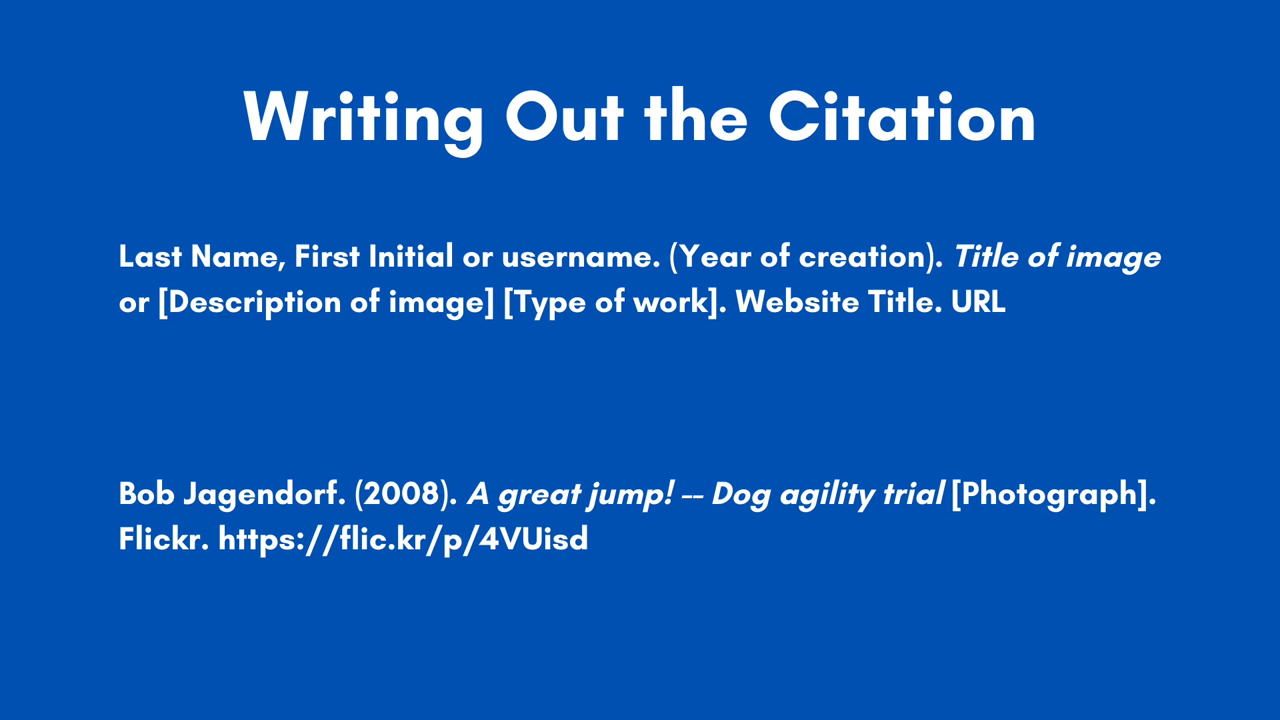 Writing Out the Citation
Last Name, First Initial or username. (Year of creation). Title of image
or [Description of image] [Type of work]. Website Title. URL
Bob Jagendorf. (2008). A great jump! -- Dog agility trial [Photograph].
Flickr. https://flic.kr/p/4VUisd